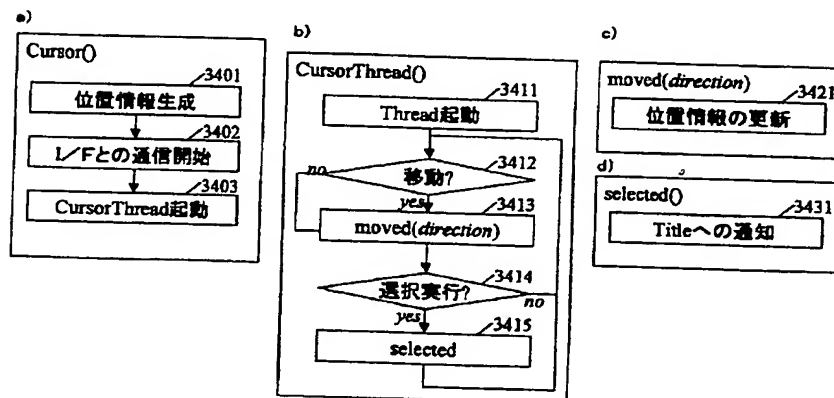 a)
Cursor()
3401
位置情報生成
3402
I/Fとの通信開始
3403
CursorThread起動
b)
CursorThread()
3411
Thread起動
3412
移動?
no
yes
3413
moved(direction)
3414
選択実行?
no
yes
3415
selected
c)
moved(direction)
3421
位置情報の更新
d)
selected()
3431
Titleへの通知